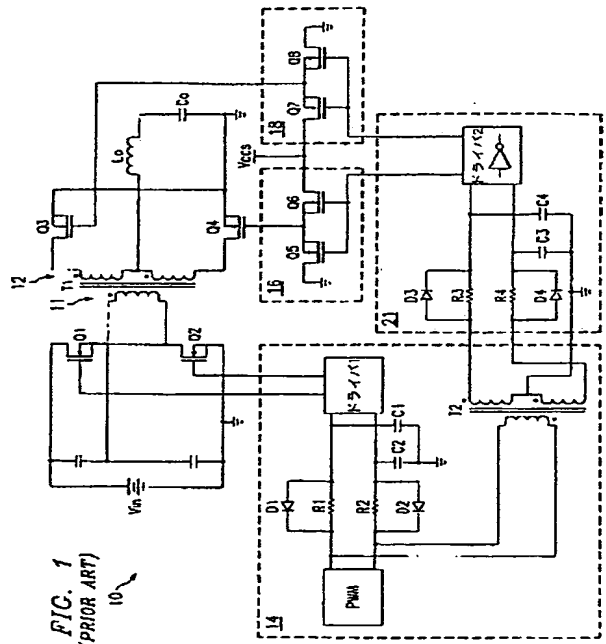 FIG. 1
(PRIOR ART)
10
Vin
Q1
Q2
11
T1
12
Q3
Q4
Lo
Co
Vccs
16
Q5
Q6
18
Q7
Q8
14
PWM
D1
R1
R2
D2
C2
C1
ドライバ1
T2
21
D3
R3
R4
D4
C3
C4
ドライバ2